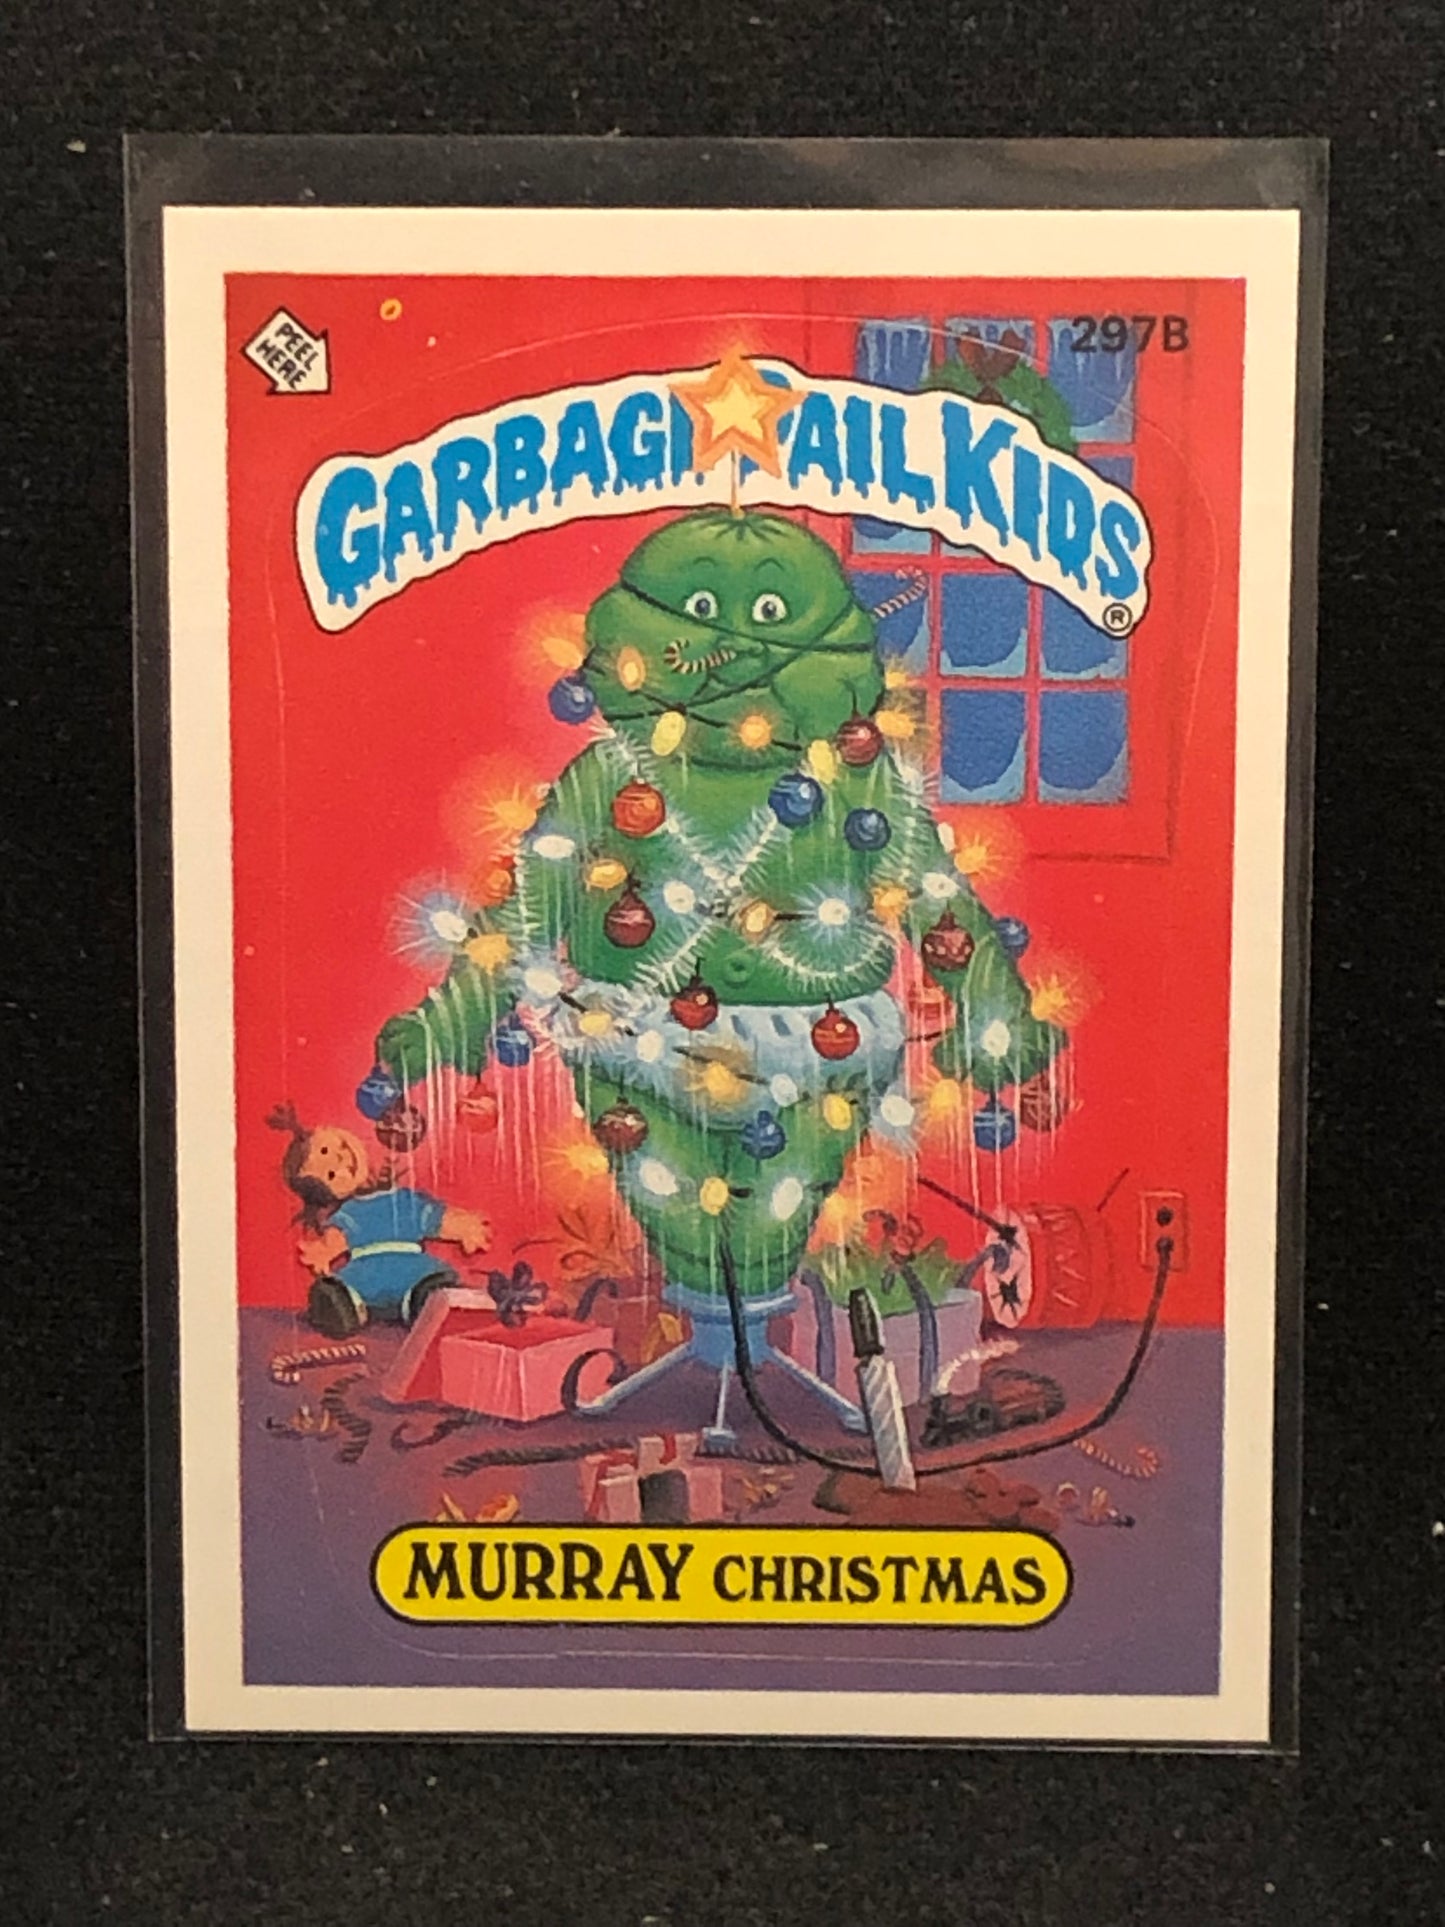 PEEL
HERE
297B
GARBAGE PAIL KIDS
®
MURRAY CHRISTMAS